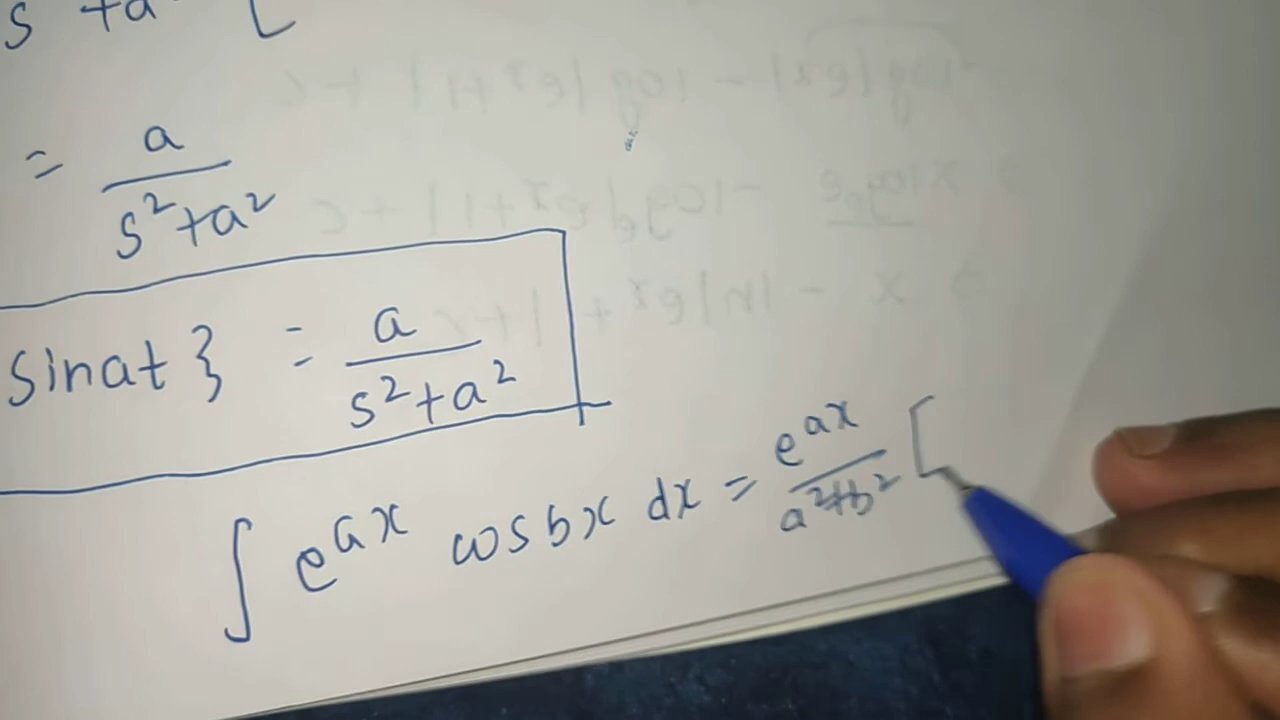 s +a [
= a/s²+a²
Sinat } = a/s²+a²
∫ e^ax cosbx dx = e^ax/a²+b² [